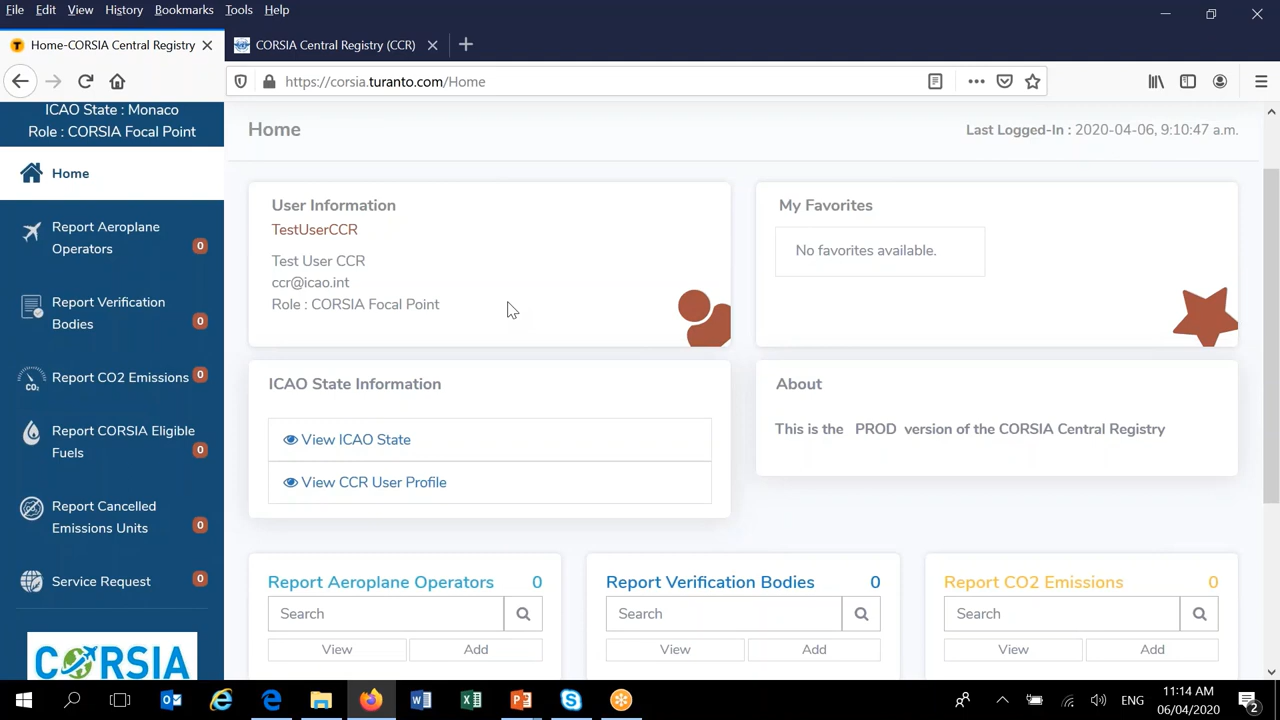 File Edit View History Bookmarks Tools Help
Home-CORSIA Central Registry
CORSIA Central Registry (CCR)
https://corsia.turanto.com/Home
ICAO State : Monaco
Role : CORSIA Focal Point
Home
Report Aeroplane
Operators 0
Report Verification
Bodies 0
Report CO2 Emissions 0
CO₂
Report CORSIA Eligible
Fuels 0
Report Cancelled
Emissions Units 0
Service Request 0
CORSIA
Home
Last Logged-In : 2020-04-06, 9:10:47 a.m.
User Information
TestUserCCR
Test User CCR
ccr@icao.int
Role : CORSIA Focal Point
My Favorites
No favorites available.
ICAO State Information
View ICAO State
View CCR User Profile
About
This is the PROD version of the CORSIA Central Registry
Report Aeroplane Operators 0
Search
View Add
Report Verification Bodies 0
Search
View Add
Report CO2 Emissions 0
Search
View Add
ENG
11:14 AM
06/04/2020
2